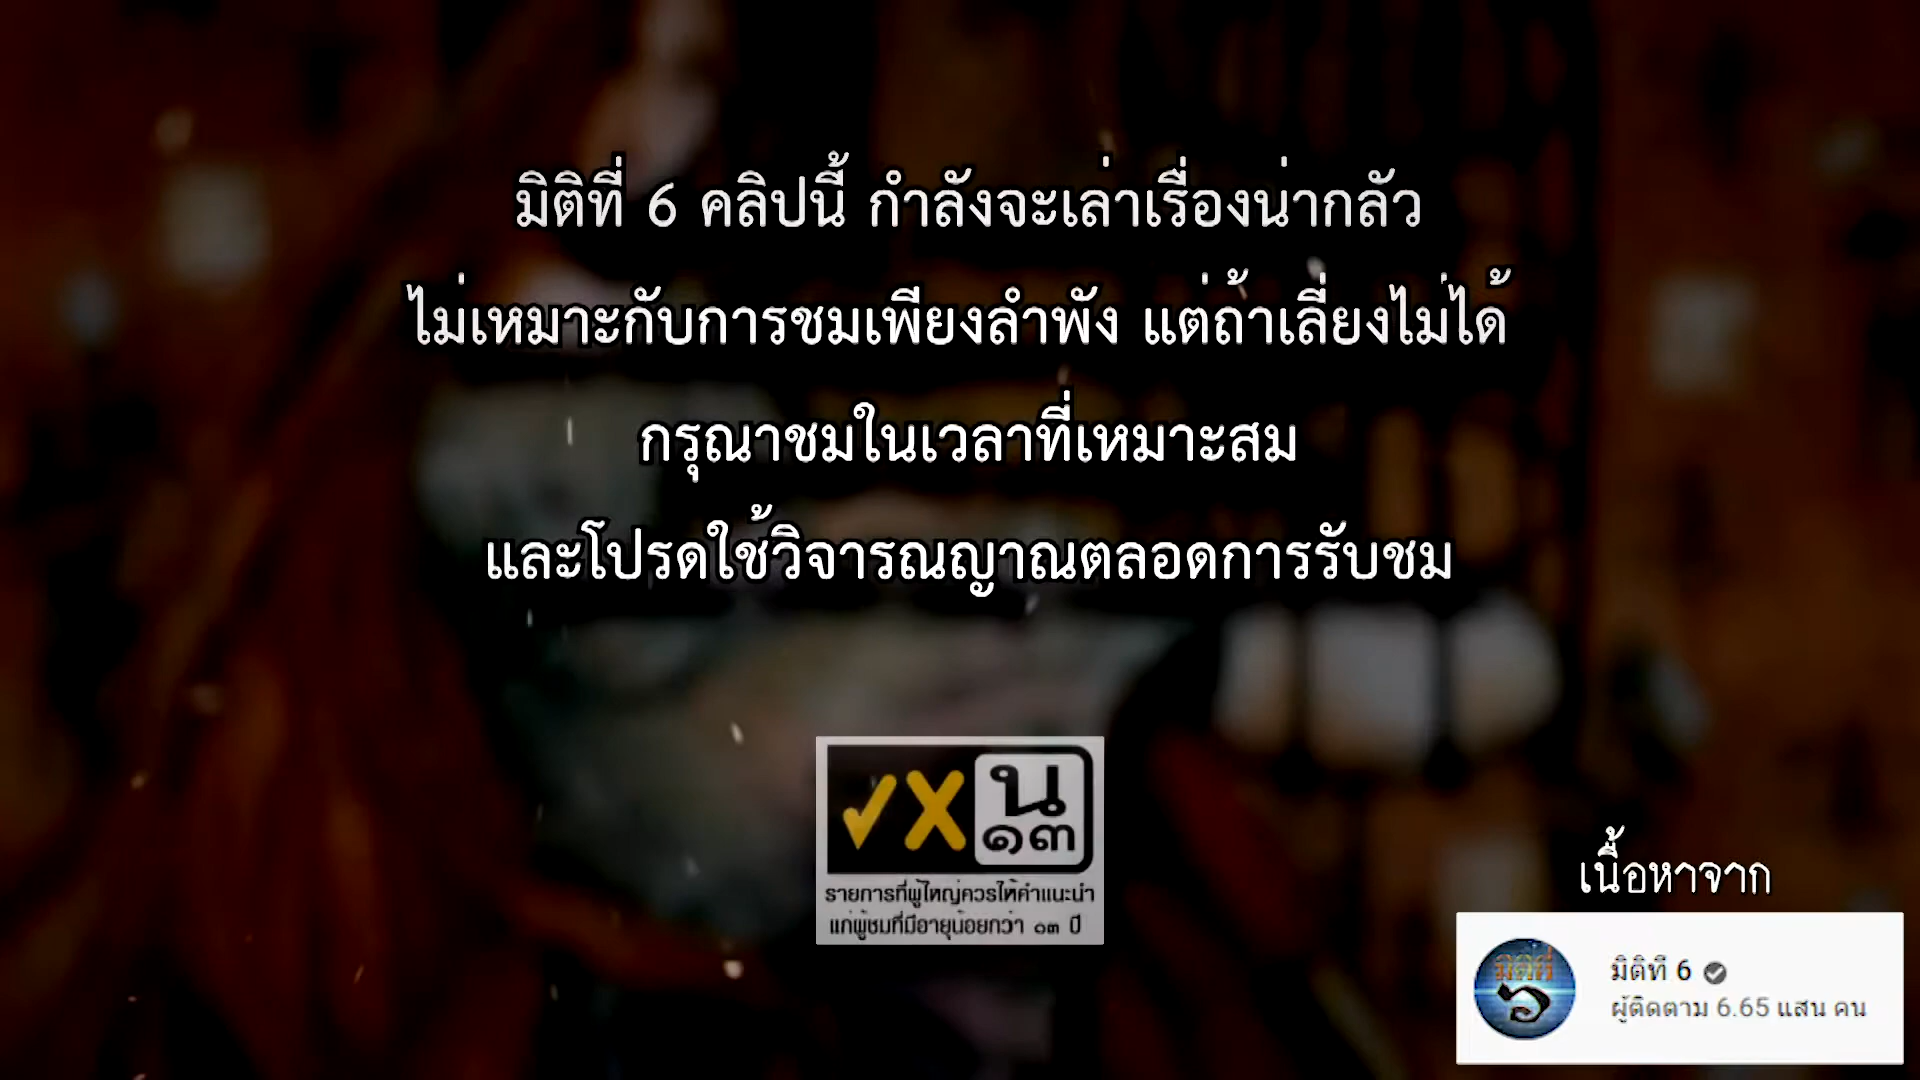 มิติที่ 6 คลิปนี้ กำลังจะเล่าเรื่องน่ากลัว
ไม่เหมาะกับการชมเพียงลำพัง แต่ถ้าเลี่ยงไม่ได้
กรุณาชมในเวลาที่เหมาะสม
และโปรดใช้วิจารณญาณตลอดการรับชม
น
๑๓
รายการที่ผู้ใหญ่ควรให้คำแนะนำ
แก่ผู้ชมที่มีอายุน้อยกว่า ๑๓ ปี
เนื้อหาจาก
มิติที่
๖
มิติที่ 6
ผู้ติดตาม 6.65 แสน คน